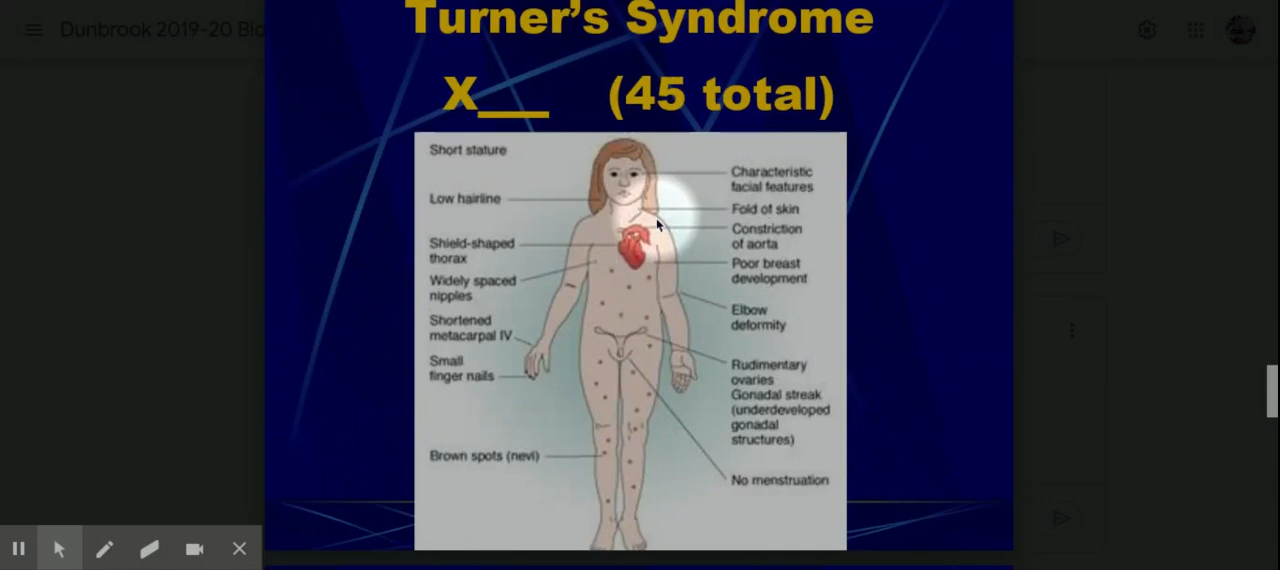 Dunbrook 2019-20 Bio
Turner's Syndrome
X___ (45 total)
Short stature
Low hairline
Shield-shaped
thorax
Widely spaced
nipples
Shortened
metacarpal IV
Small
finger nails
Brown spots (nevi)
Characteristic
facial features
Fold of skin
Constriction
of aorta
Poor breast
development
Elbow
deformity
Rudimentary
ovaries
Gonadal streak
(underdeveloped
gonadal
structures)
No menstruation